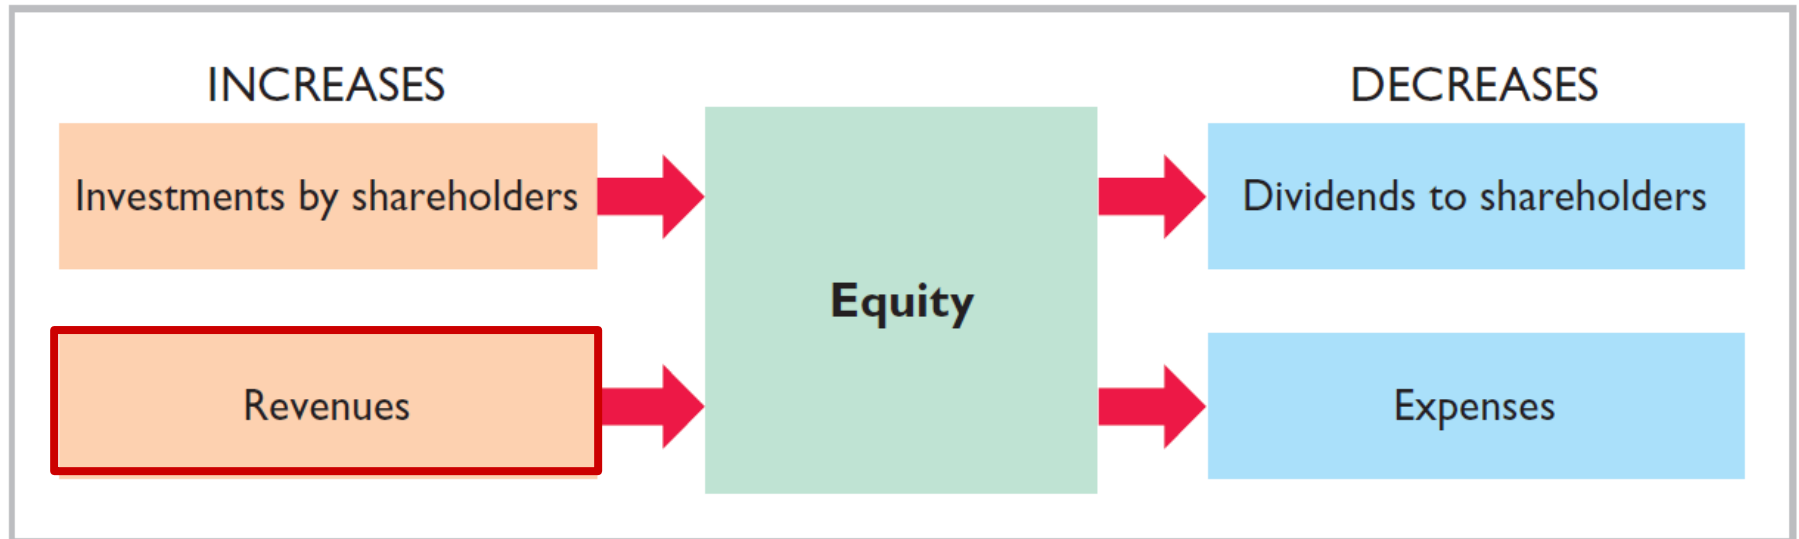 INCREASES
DECREASES
Investments by shareholders
Dividends to shareholders
Equity
Revenues
Expenses